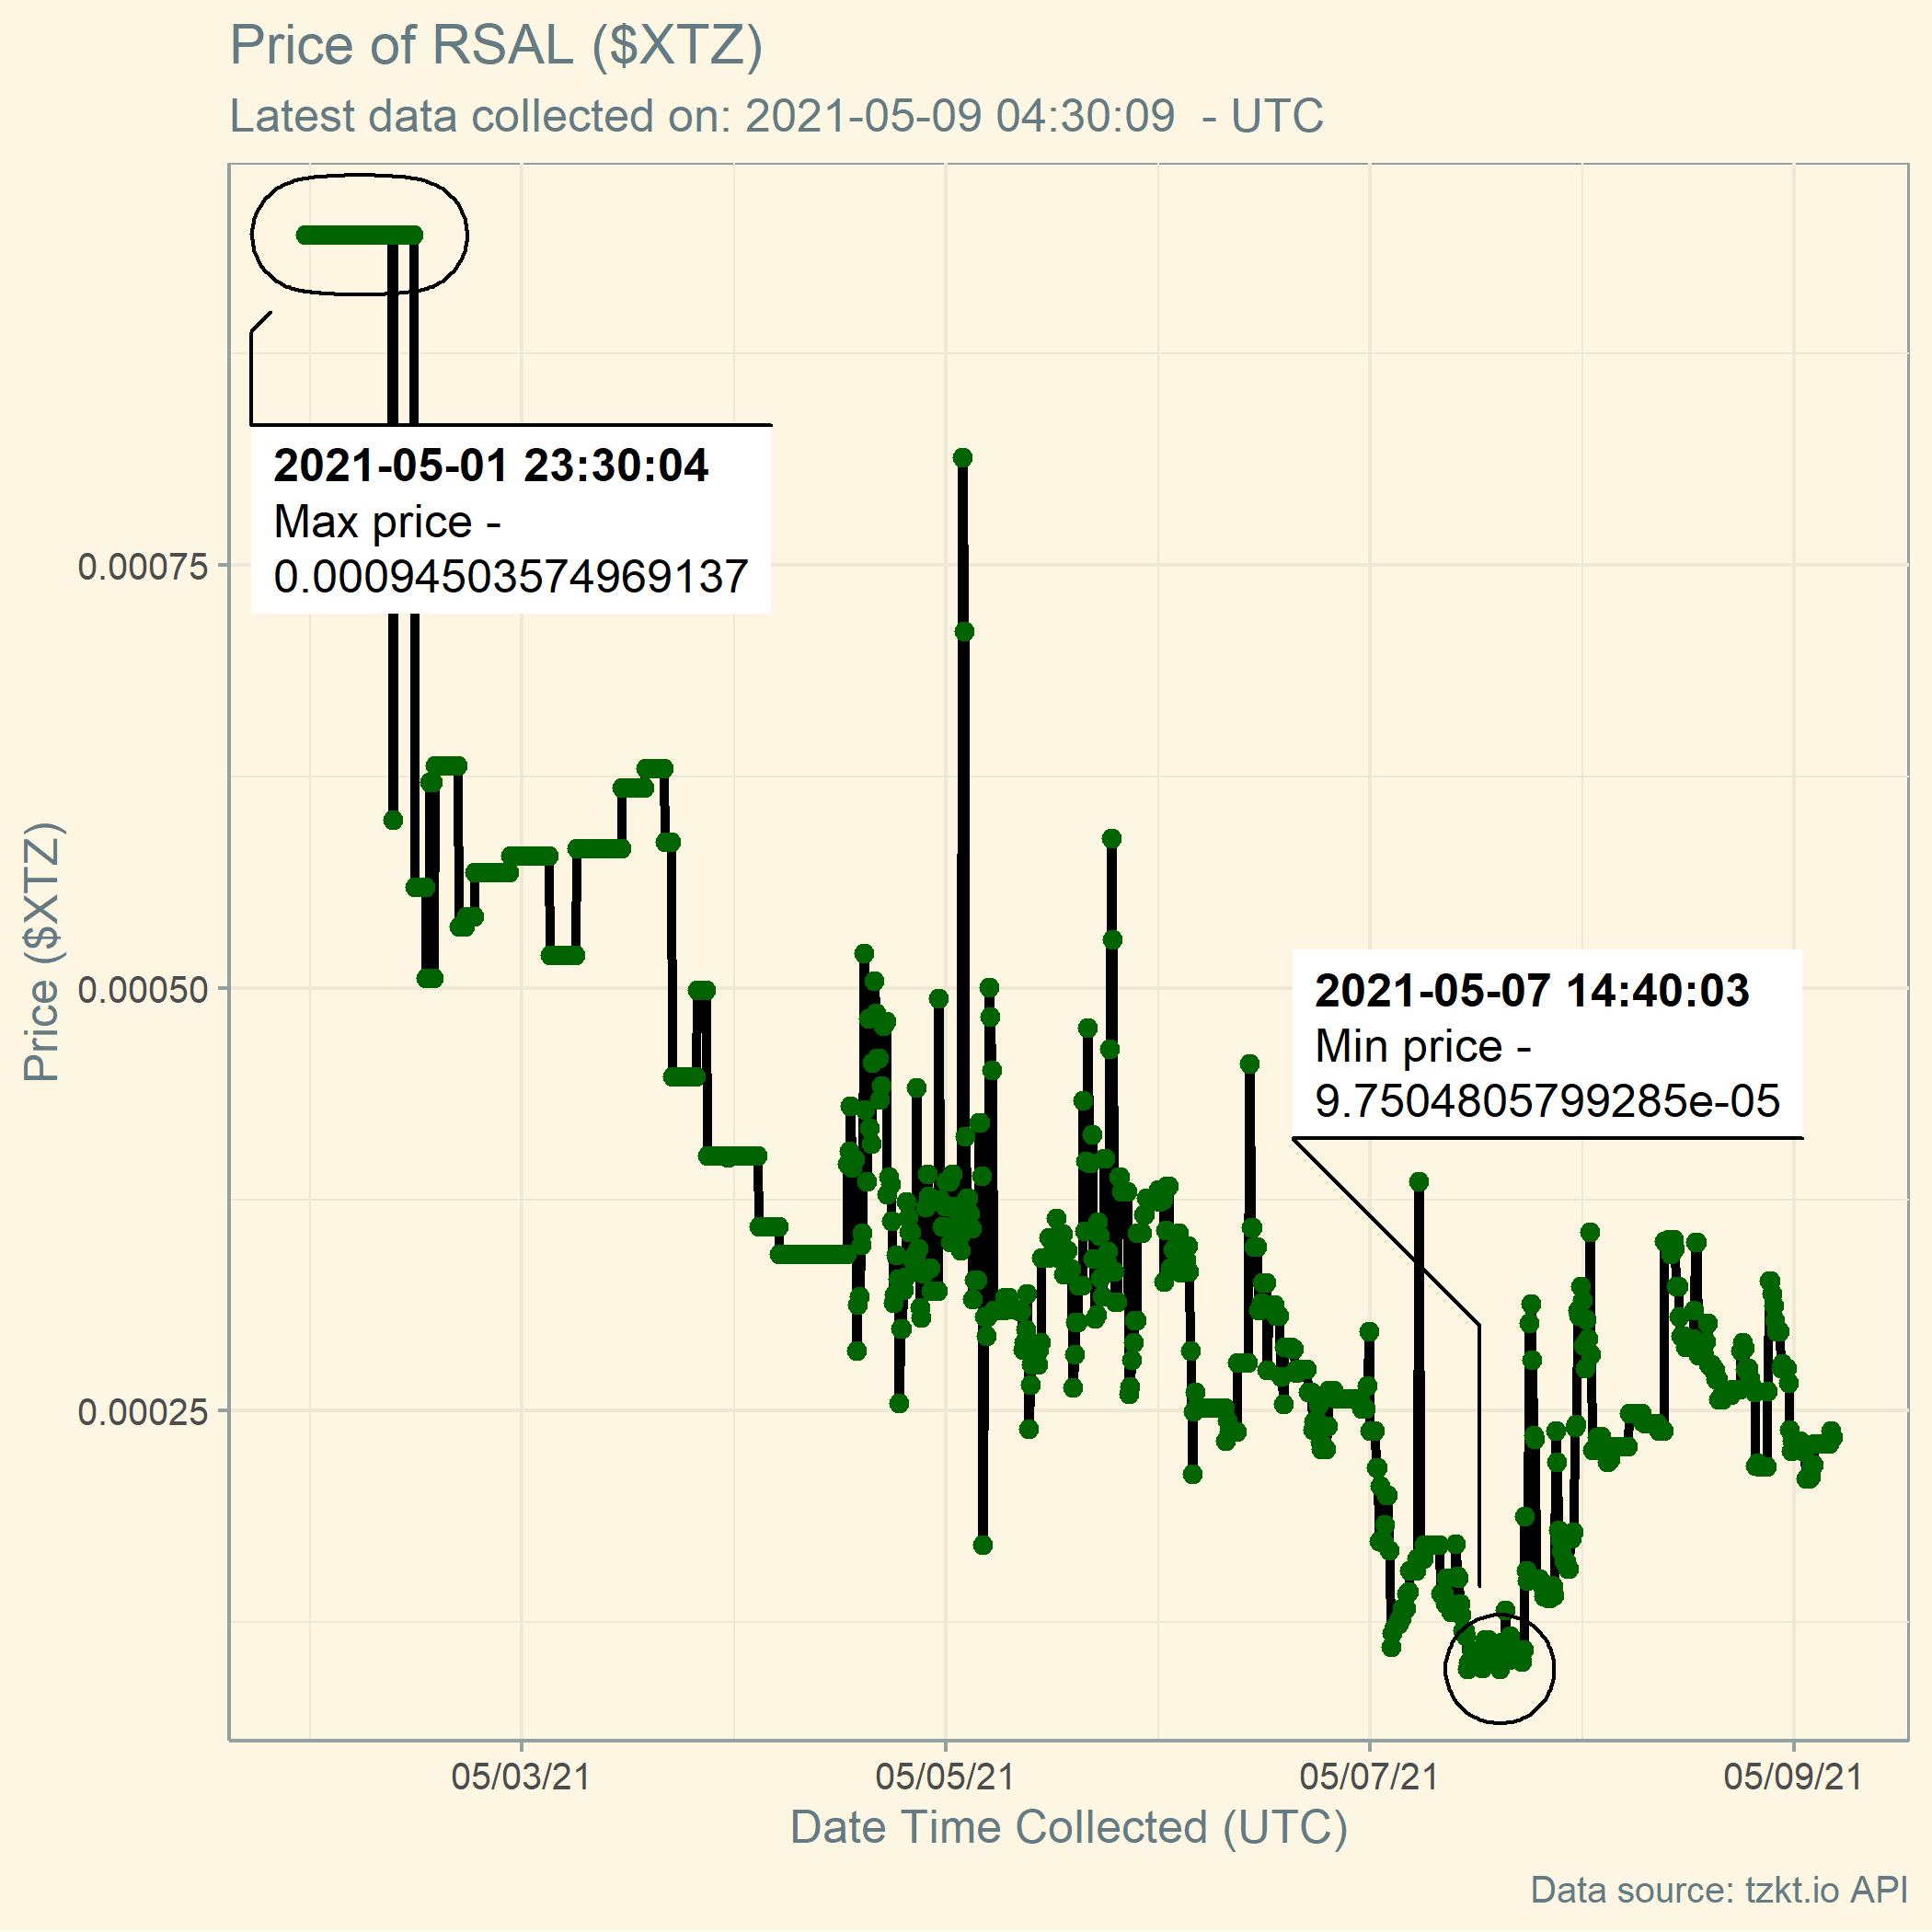 Price of RSAL ($XTZ)
Latest data collected on: 2021-05-09 04:30:09  - UTC
2021-05-01 23:30:04
Max price -
0.000945035749691​37
0.00075
0.00050
0.00025
Price ($XTZ)
2021-05-07 14:40:03
Min price -
9.7504805799285e-05
05/03/21
05/05/21
05/07/21
05/09/21
Date Time Collected (UTC)
Data source: tzkt.io API